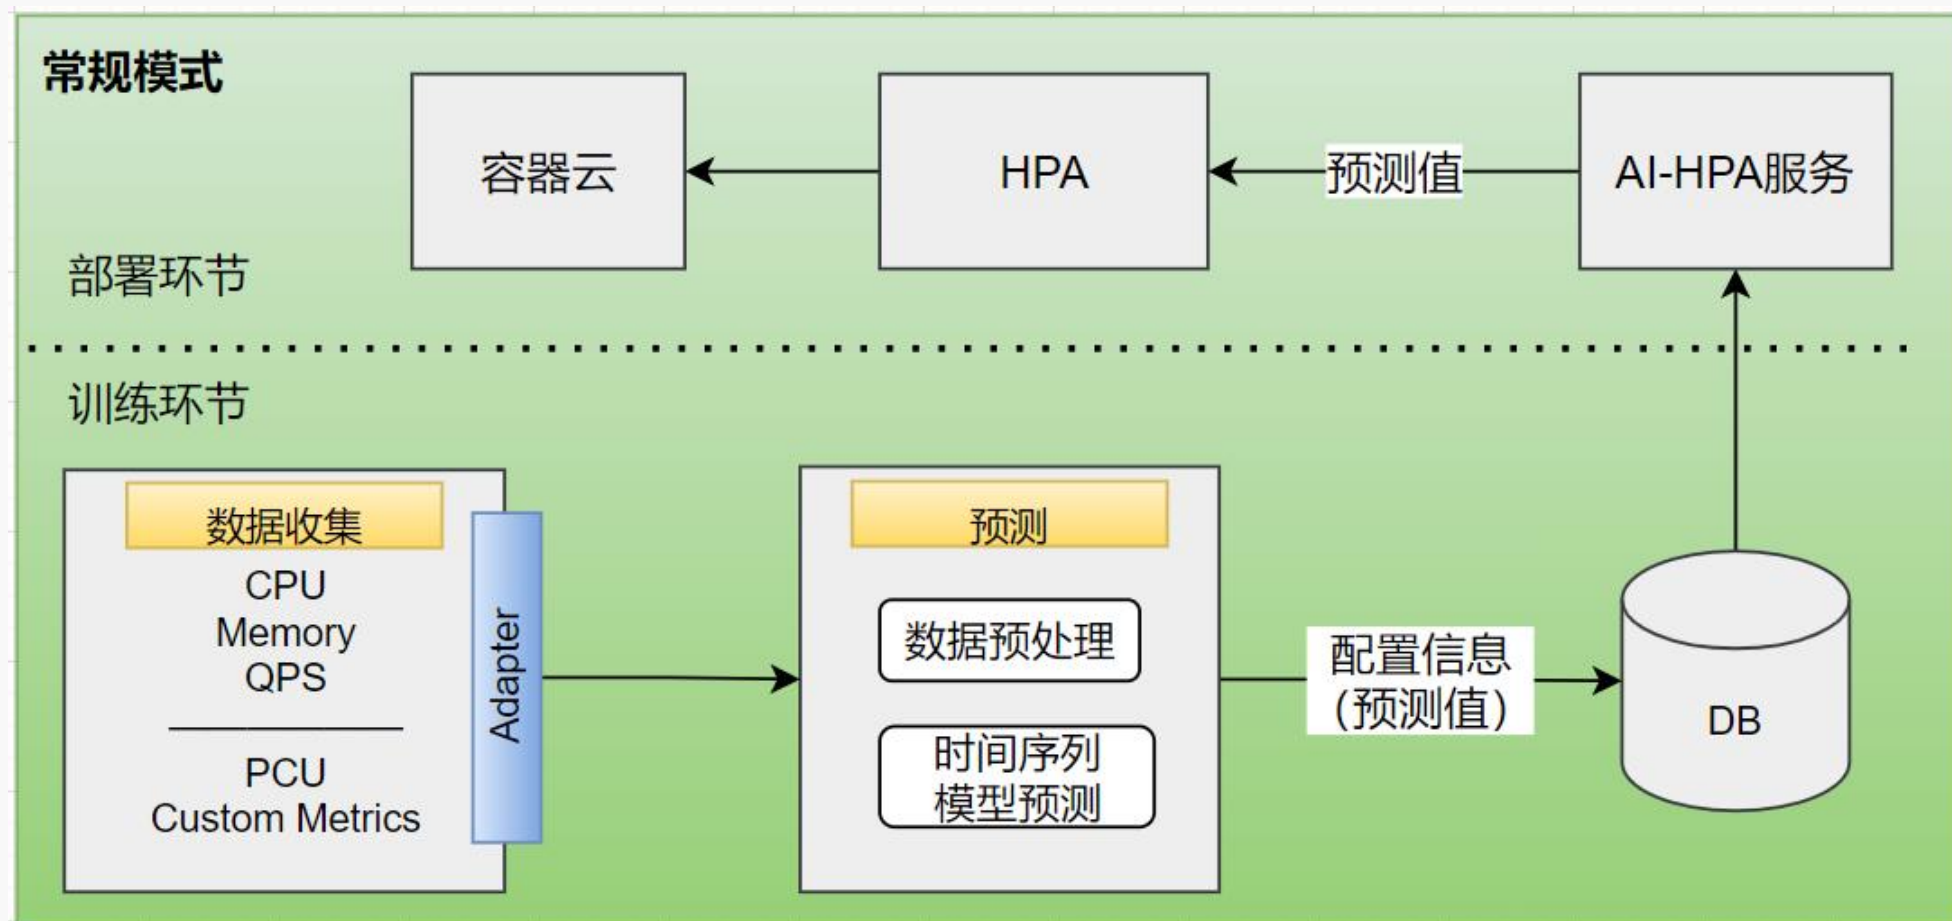 常规模式
容器云
HPA
预测值
AI-HPA服务
部署环节
训练环节
数据收集
CPU
Memory
QPS
PCU
Custom Metrics
Adapter
预测
数据预处理
时间序列
模型预测
配置信息
（预测值）
DB